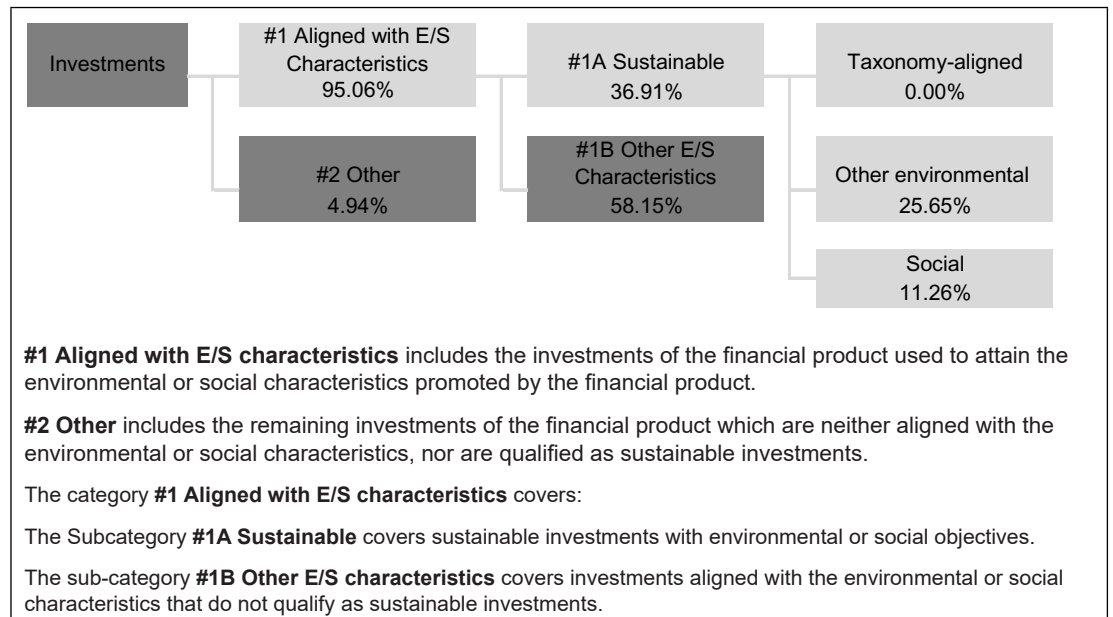 Investments
#1 Aligned with E/S
Characteristics
95.06%
#1A Sustainable
36.91%
Taxonomy-aligned
0.00%
#2 Other
4.94%
#1B Other E/S
Characteristics
58.15%
Other environmental
25.65%
Social
11.26%
#1 Aligned with E/S characteristics includes the investments of the financial product used to attain the
environmental or social characteristics promoted by the financial product.
#2 Other includes the remaining investments of the financial product which are neither aligned with the
environmental or social characteristics, nor are qualified as sustainable investments.
The category #1 Aligned with E/S characteristics covers:
The Subcategory #1A Sustainable covers sustainable investments with environmental or social objectives.
The sub-category #1B Other E/S characteristics covers investments aligned with the environmental or social
characteristics that do not qualify as sustainable investments.